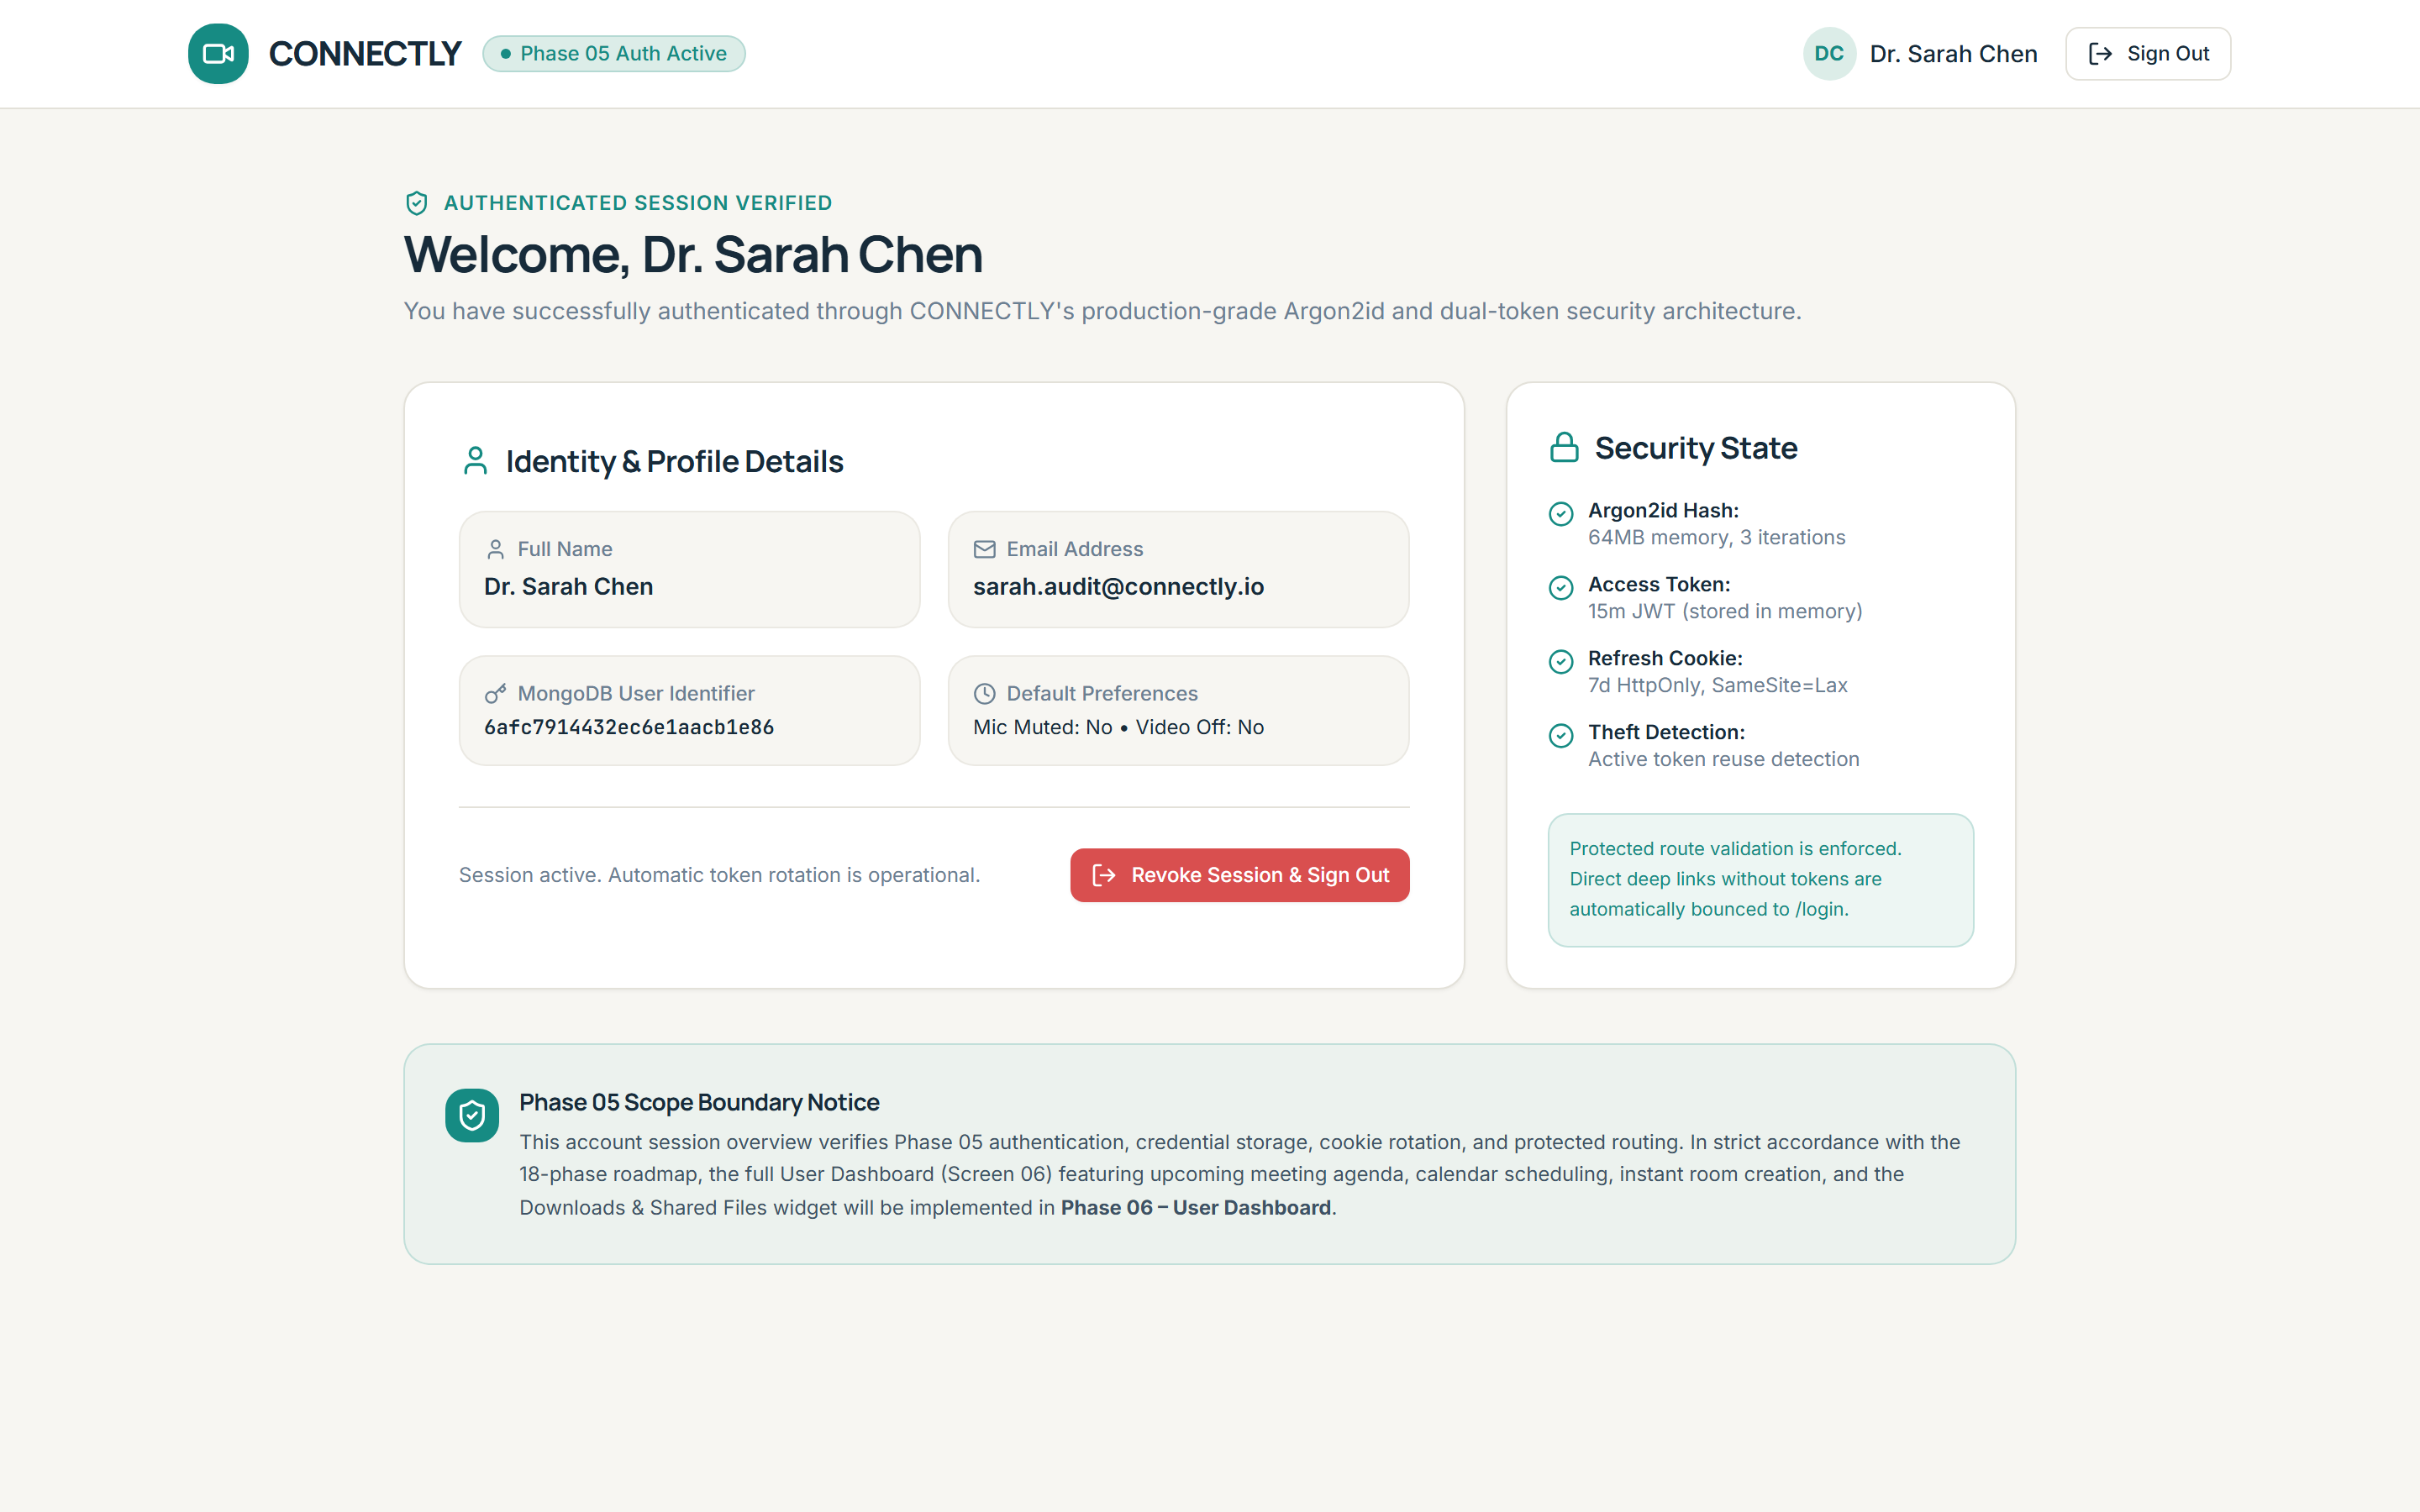 CONNECTLY
Phase 05 Auth Active
DC
Dr. Sarah Chen
Sign Out
AUTHENTICATED SESSION VERIFIED
Welcome, Dr. Sarah Chen
You have successfully authenticated through CONNECTLY's production-grade Argon2id and dual-token security architecture.
Identity & Profile Details
Full Name
Dr. Sarah Chen
Email Address
sarah.audit@connectly.io
MongoDB User Identifier
6afc7914432ec6e1aacb1e86
Default Preferences
Mic Muted: No • Video Off: No
Session active. Automatic token rotation is operational.
Revoke Session & Sign Out
Security State
Argon2id Hash:
64MB memory, 3 iterations
Access Token:
15m JWT (stored in memory)
Refresh Cookie:
7d HttpOnly, SameSite=Lax
Theft Detection:
Active token reuse detection
Protected route validation is enforced.
Direct deep links without tokens are
automatically bounced to /login.
Phase 05 Scope Boundary Notice
This account session overview verifies Phase 05 authentication, credential storage, cookie rotation, and protected routing. In strict accordance with the
18-phase roadmap, the full User Dashboard (Screen 06) featuring upcoming meeting agenda, calendar scheduling, instant room creation, and the
Downloads & Shared Files widget will be implemented in Phase 06 – User Dashboard.